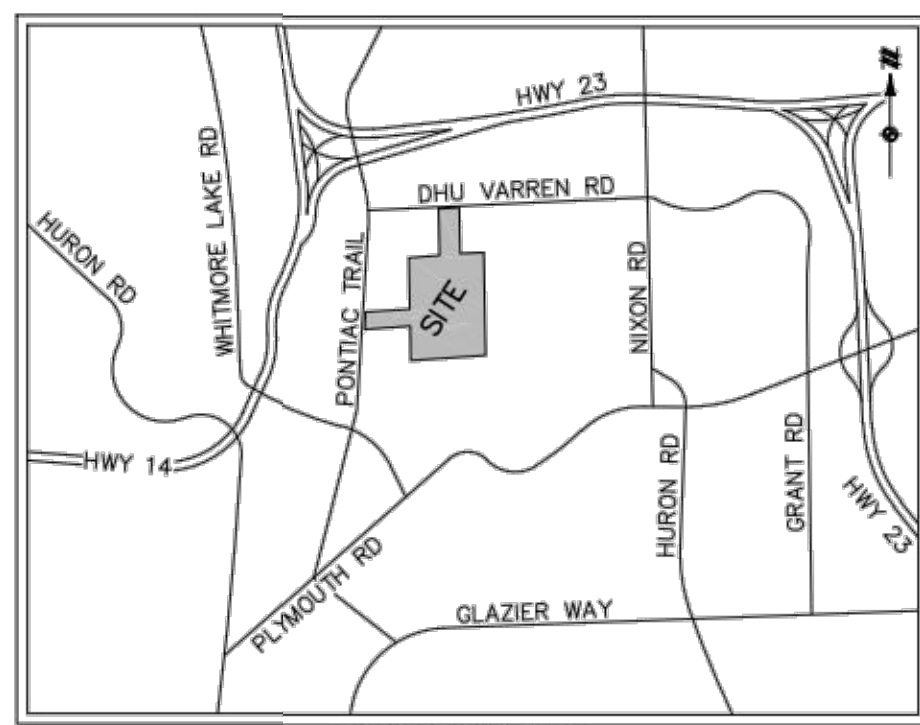 N
HWY 23
WHITMORE LAKE RD
DHU VARREN RD
HURON RD
PONTIAC TRAIL
SITE
NIXON RD
HWY 14
GRANT RD
HURON RD
HWY 23
PLYMOUTH RD
GLAZIER WAY